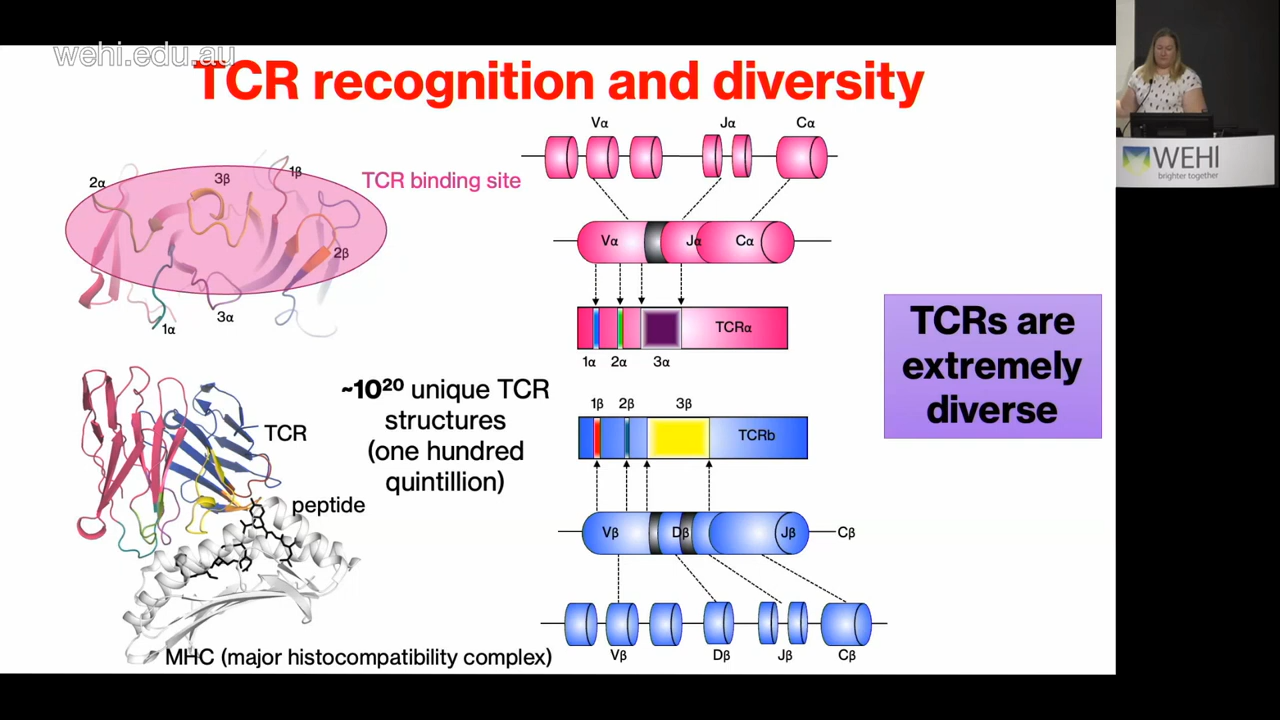 wehi.edu.au
TCR recognition and diversity
Vα
Jα
Cα
2α
3β
1β
TCR binding site
2β
3α
1α
Vα
Jα
Cα
TCRα
1α
2α
3α
TCRs are
extremely
diverse
~10²⁰ unique TCR
structures
(one hundred
quintillion)
1β
2β
3β
TCRb
TCR
peptide
Vβ
Dβ
Jβ
Cβ
MHC (major histocompatibility complex)
Vβ
Dβ
Jβ
Cβ
WEHI
brighter together